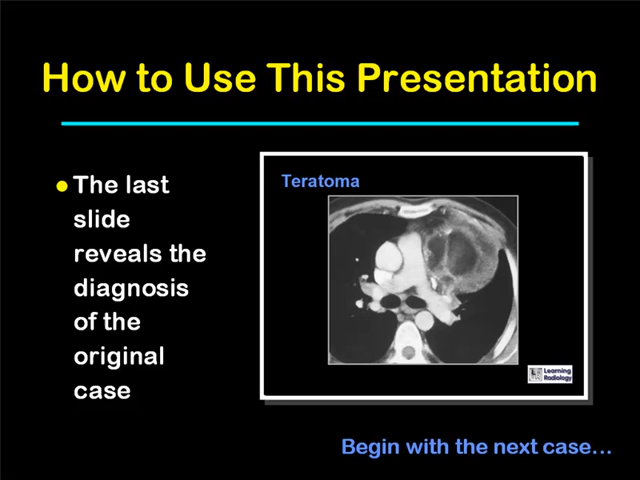 How to Use This Presentation
● The last
slide
reveals the
diagnosis
of the
original
case
Teratoma
Learning
Radiology
Begin with the next case...